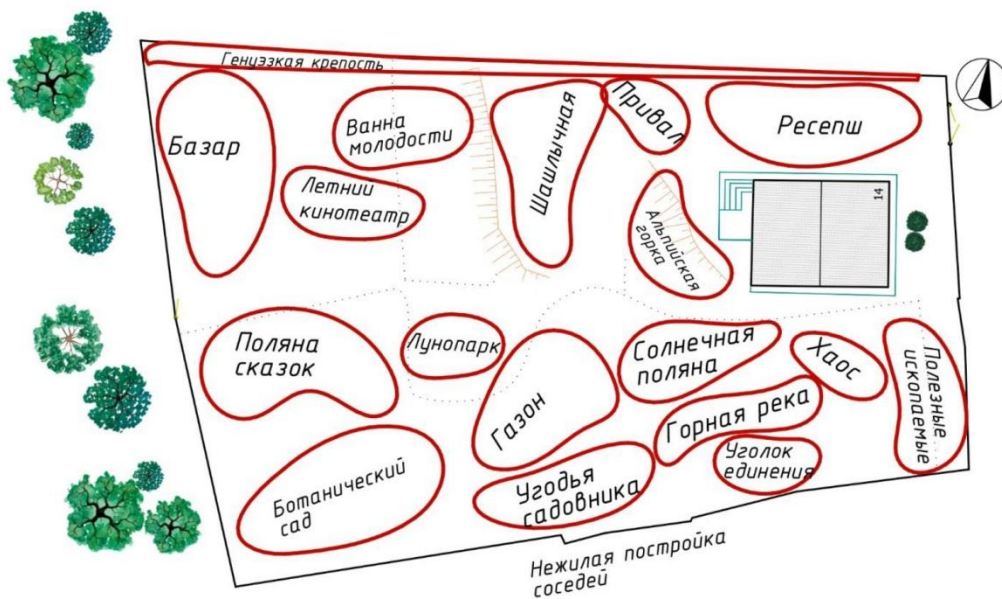 Генуэзкая крепость
Базар
Ванна
молодости
Летнии
кинотеатр
Шашлычная
Привал
Ресепш
Альпийская
горка
14
Поляна
сказок
Лунопарк
Газон
Солнечная
поляна
Хаос
Полезные
ископаемые
Горная река
Уголок
единения
Ботанический
сад
Угодья
садовника
Нежилая постройка
соседей